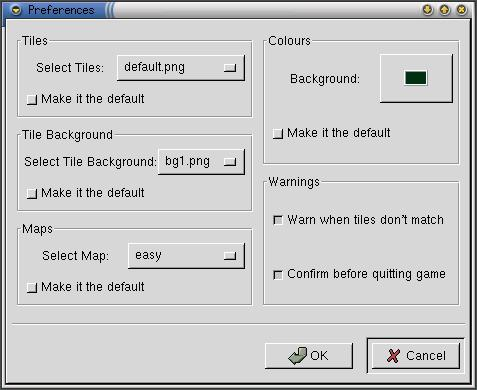 Preferences
Tiles
Select Tiles: default.png
Make it the default
Tile Background
Select Tile Background: bg1.png
Make it the default
Maps
Select Map: easy
Make it the default
Colours
Background:
Make it the default
Warnings
Warn when tiles don't match
Confirm before quitting game
OK
Cancel